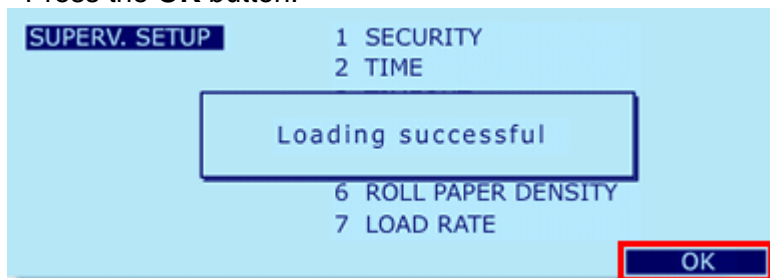 Press the OK button.
SUPERV. SETUP 1 SECURITY
2 TIME
Loading successful
6 ROLL PAPER DENSITY
7 LOAD RATE
OK